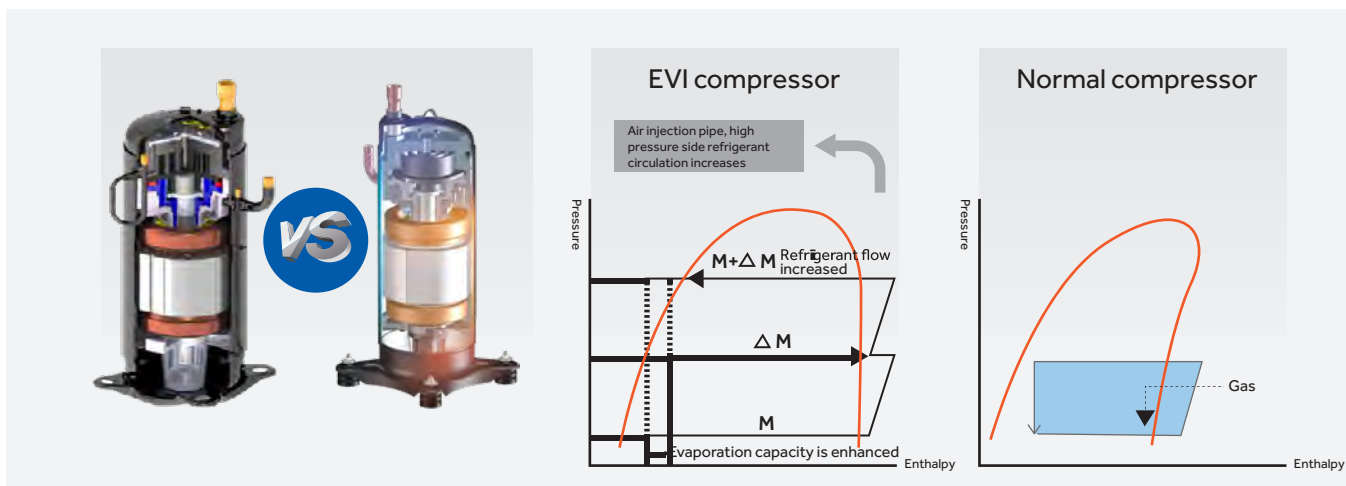 VS
EVI compressor
Air injection pipe, high
pressure side refrigerant
circulation increases
Pressure
M+△ M
Refrigerant flow
increased
△ M
M
Evaporation capacity is enhanced
Enthalpy
Normal compressor
Pressure
Gas
Enthalpy